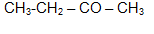 CH₃-CH₂ – CO – CH₃